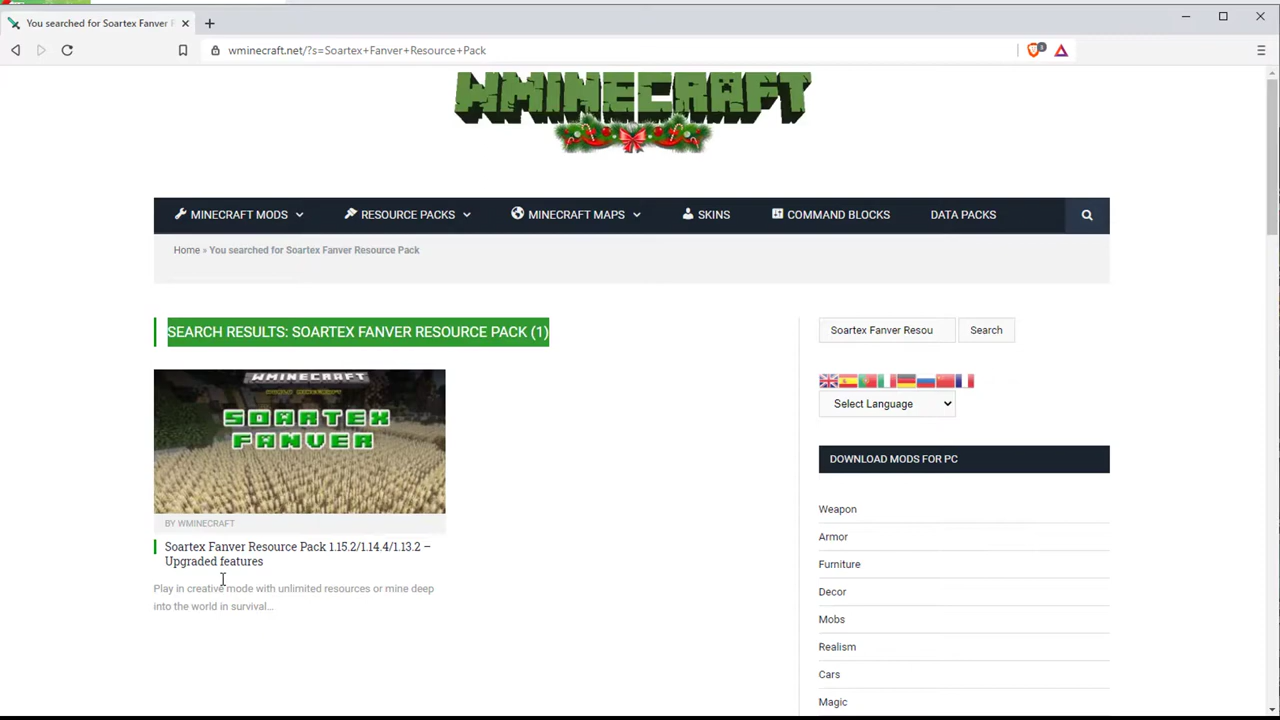 You searched for Soartex Fanver F
wminecraft.net/?s=Soartex+Fanver+Resource+Pack
3
WMINECRAFT
MINECRAFT MODS
RESOURCE PACKS
MINECRAFT MAPS
SKINS
COMMAND BLOCKS
DATA PACKS
Home » You searched for Soartex Fanver Resource Pack
SEARCH RESULTS: SOARTEX FANVER RESOURCE PACK (1)
WMINECRAFT
SOARTEX
FANVER
BY WMINECRAFT
Soartex Fanver Resource Pack 1.15.2/1.14.4/1.13.2 –
Upgraded features
Play in creative mode with unlimited resources or mine deep
into the world in survival…
Soartex Fanver Resou
Search
Select Language
DOWNLOAD MODS FOR PC
Weapon
Armor
Furniture
Decor
Mobs
Realism
Cars
Magic